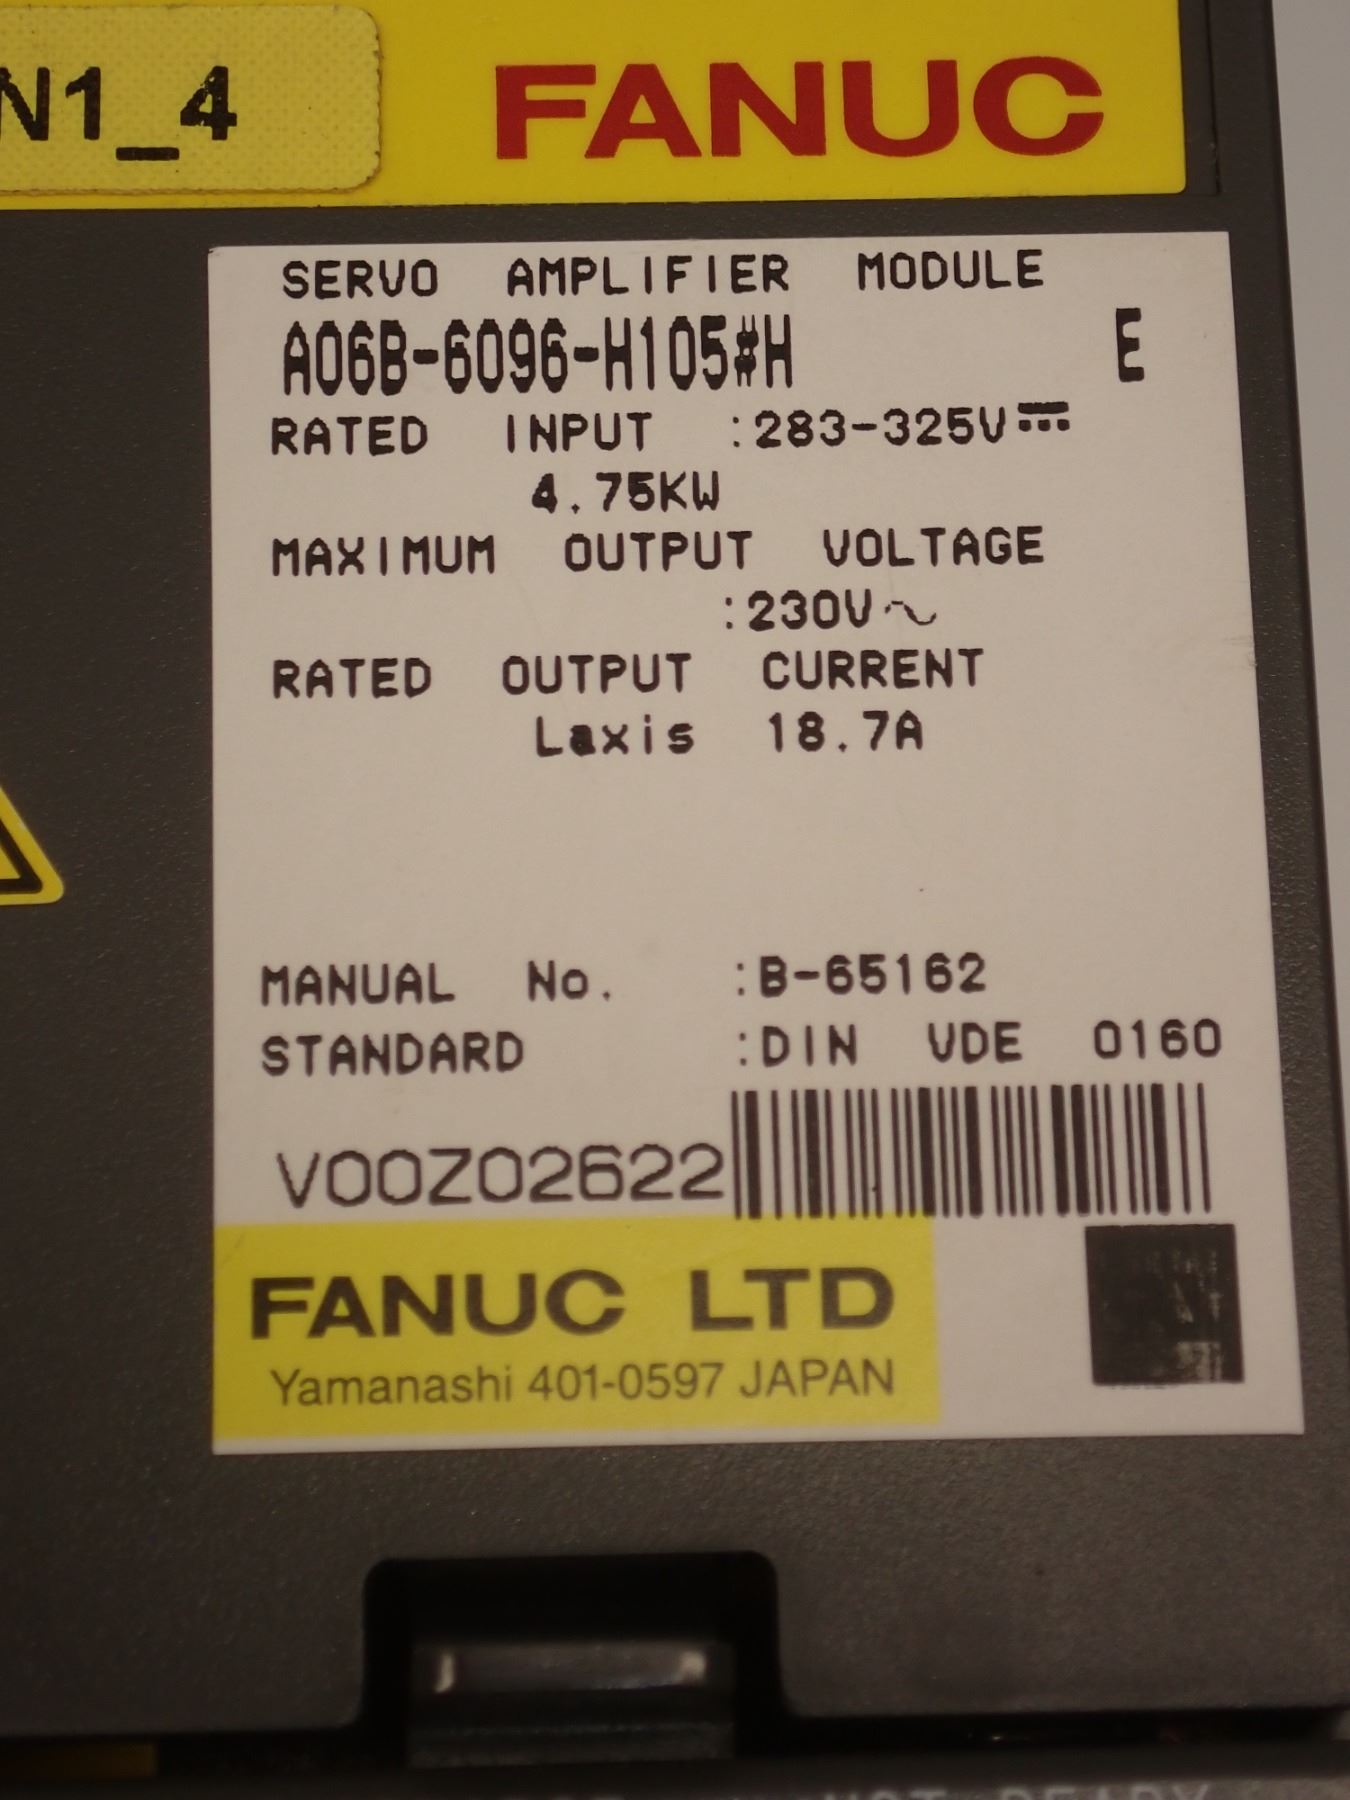 N1_4
FANUC
SERVO AMPLIFIER MODULE
A06B-6096-H105#H E
RATED INPUT :283-325V⎓
4.75KW
MAXIMUM OUTPUT VOLTAGE
:230V~
RATED OUTPUT CURRENT
Laxis 18.7A
MANUAL No. :B-65162
STANDARD :DIN VDE 0160
V00Z02622
FANUC LTD
Yamanashi 401-0597 JAPAN
NOT READY